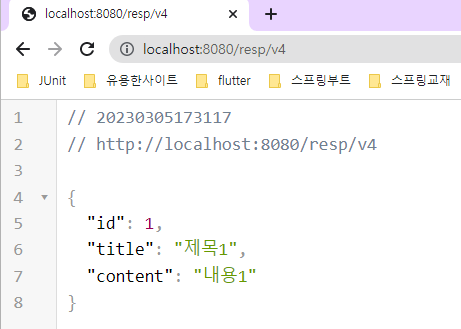 localhost:8080/resp/v4
localhost:8080/resp/v4
JUnit 유용한사이트 flutter 스프링부트 스프링교재
1 // 20230305173117
2 // http://localhost:8080/resp/v4
3
4 {
5 "id": 1,
6 "title": "제목1",
7 "content": "내용1"
8 }